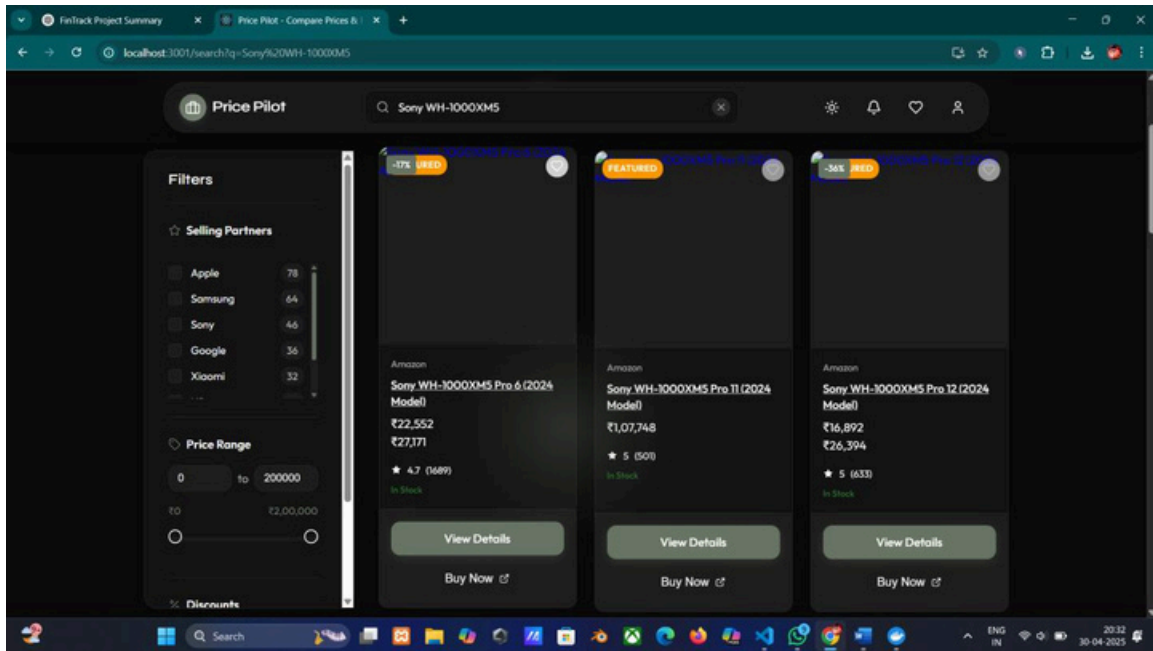 FinTrack Project Summary
Price Pilot - Compare Prices &
localhost:3001/search?q=Sony%20WH-1000XM5
Price Pilot
Sony WH-1000XM5
Filters
Selling Partners
Apple 78
Samsung 64
Sony 46
Google 36
Xiaomi 32
Price Range
0 to 200000
₹0 ₹2,00,000
Discounts
-17%
Amazon
Sony WH-1000XM5 Pro 6 (2024
Model)
₹22,552
₹27,171
★ 4.7 (1689)
In Stock
View Details
Buy Now
FEATURED
Amazon
Sony WH-1000XM5 Pro 11 (2024
Model)
₹1,07,748
★ 5 (501)
In Stock
View Details
Buy Now
-36%
Amazon
Sony WH-1000XM5 Pro 12 (2024
Model)
₹16,892
₹26,394
★ 5 (633)
In Stock
View Details
Buy Now
Search
ENG
IN
20:32
30-04-2025